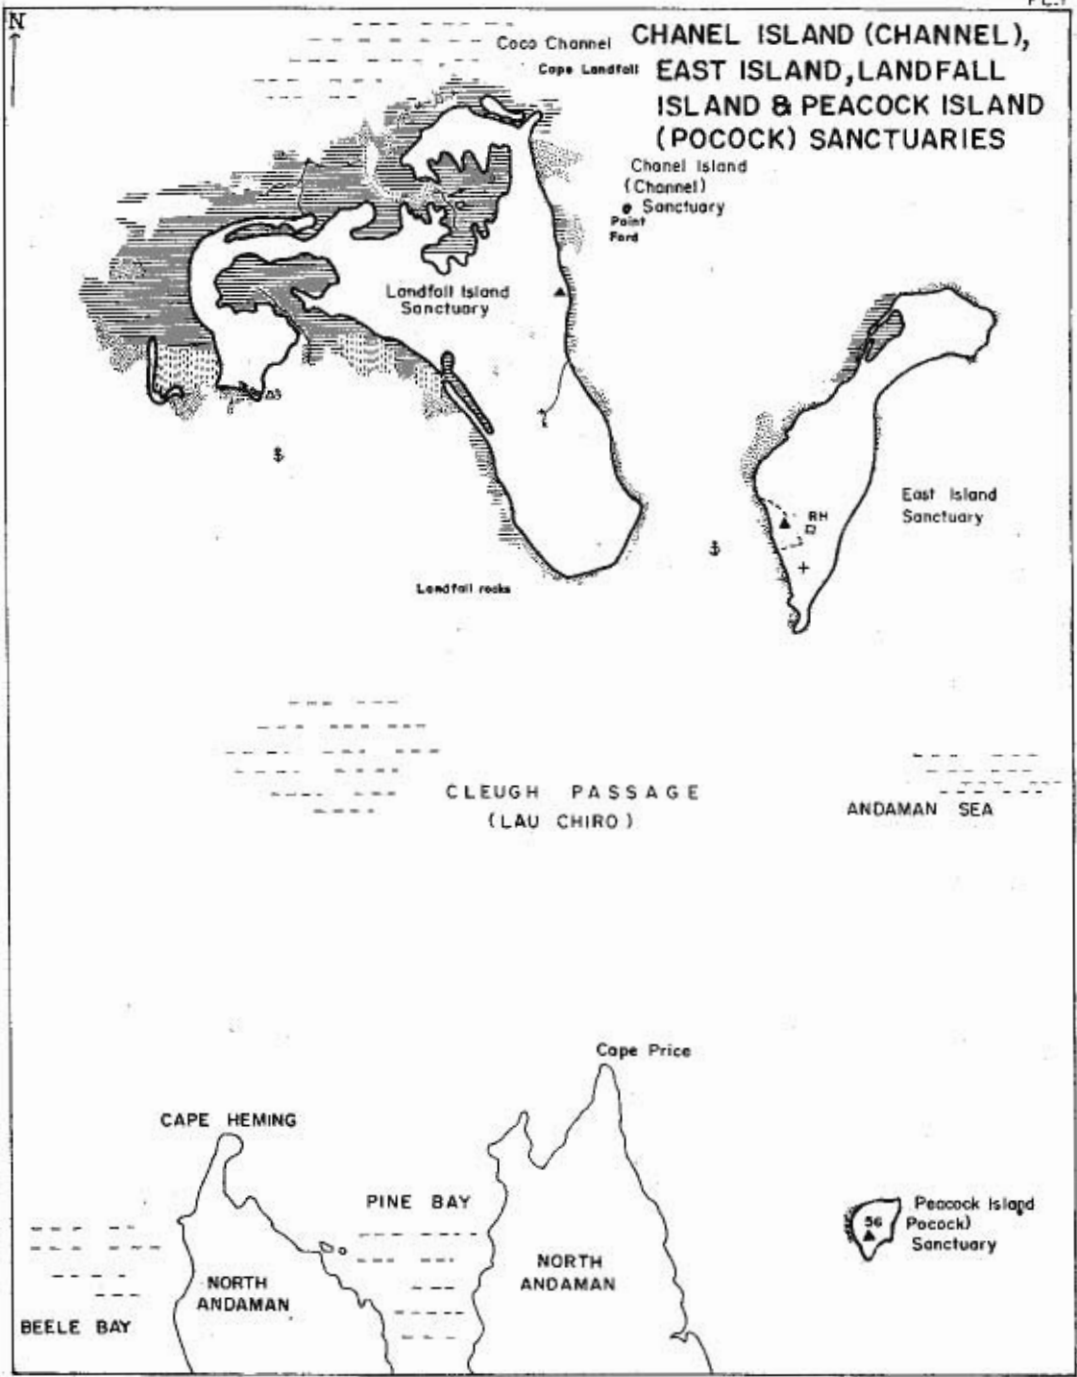 N
Coco Channel
Cape Landfall
CHANEL ISLAND (CHANNEL),
EAST ISLAND, LANDFALL
ISLAND & PEACOCK ISLAND
(POCOCK) SANCTUARIES
Chanel Island
(Channel)
Sanctuary
Point
Ford
Landfall Island
Sanctuary
East Island
Sanctuary
RH
Landfall rocks
CLEUGH PASSAGE
(LAU CHIRO)
ANDAMAN SEA
Cape Price
CAPE HEMING
PINE BAY
Peacock Island
Pocock)
Sanctuary
56
NORTH
ANDAMAN
NORTH
ANDAMAN
BEELE BAY